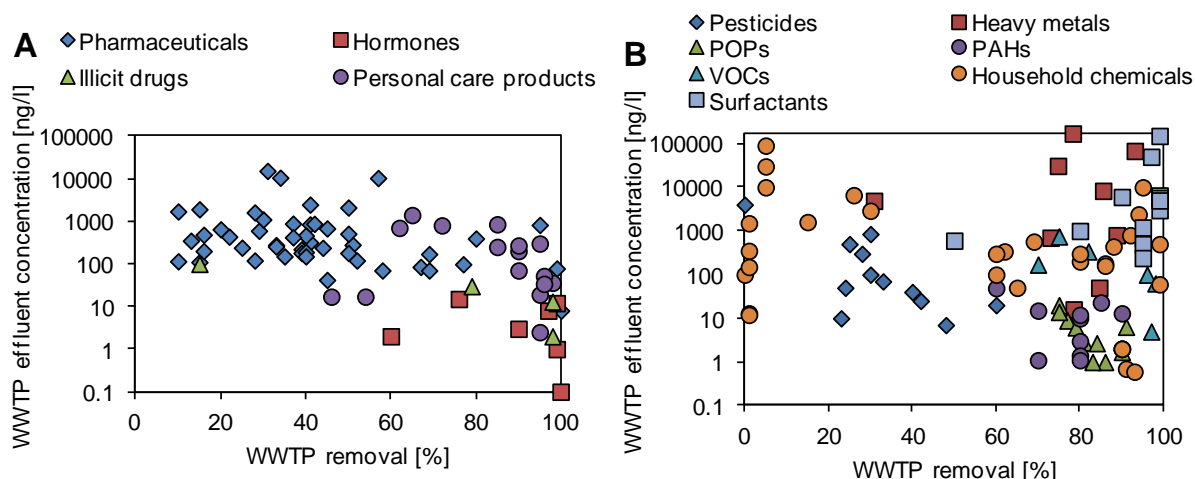 A
Pharmaceuticals
Hormones
Illicit drugs
Personal care products
WWTP effluent concentration [ng/l]
100000
10000
1000
100
10
1
0.1
0
20
40
60
80
100
WWTP removal [%]
B
Pesticides
Heavy metals
POPs
PAHs
VOCs
Household chemicals
Surfactants
WWTP effluent concentration [ng/l]
100000
10000
1000
100
10
1
0.1
0
20
40
60
80
100
WWTP removal [%]